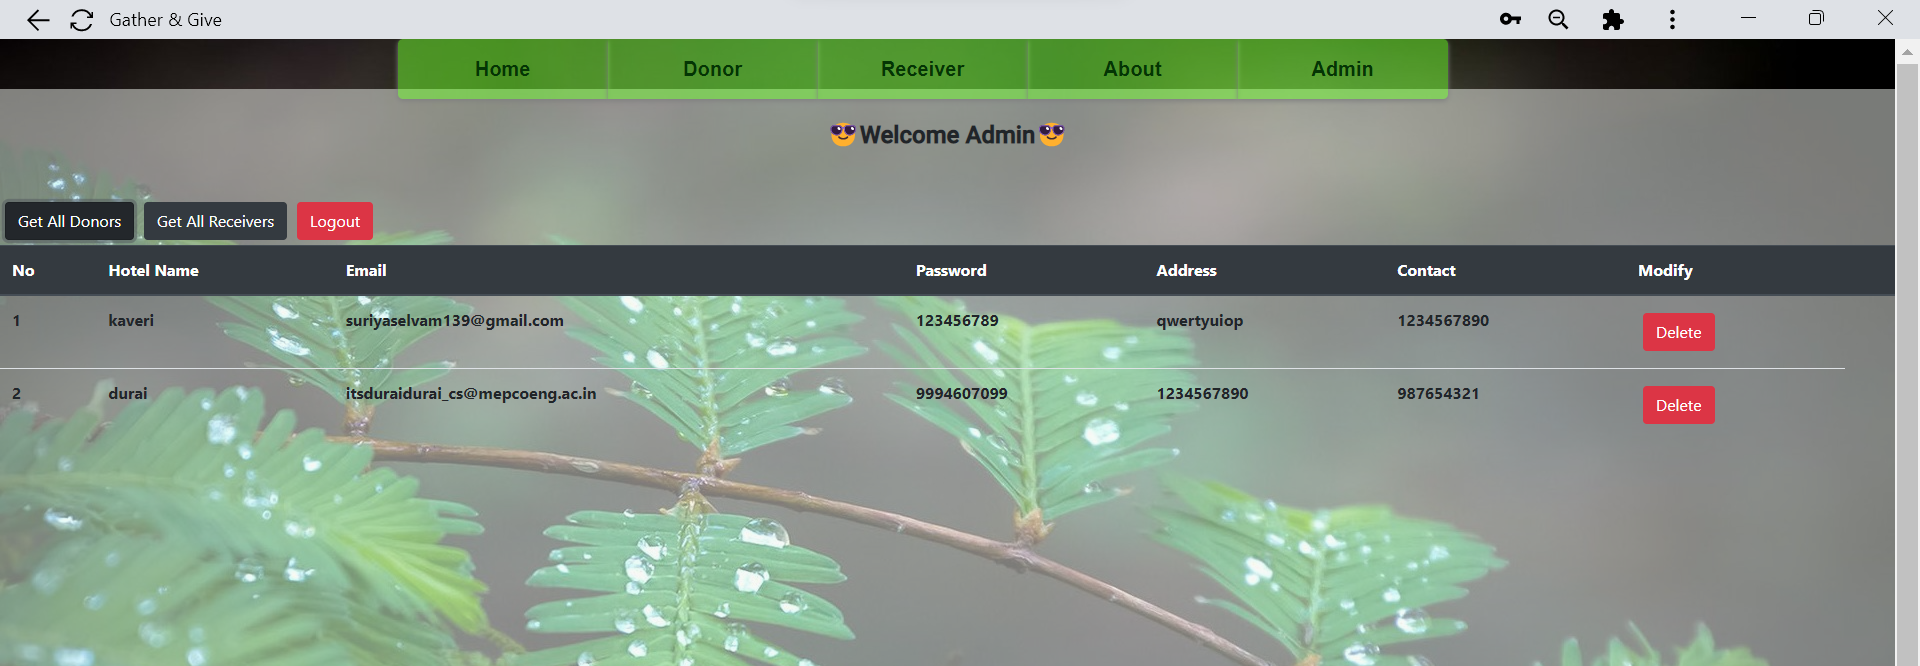 Gather & Give
Home Donor Receiver About Admin
😎Welcome Admin😎
Get All Donors Get All Receivers Logout
No Hotel Name Email Password Address Contact Modify
1 kaveri suriyaselvam139@gmail.com 123456789 qwertyuiop 1234567890 Delete
2 durai itsduraidurai_cs@mepcoeng.ac.in 9994607099 1234567890 987654321 Delete